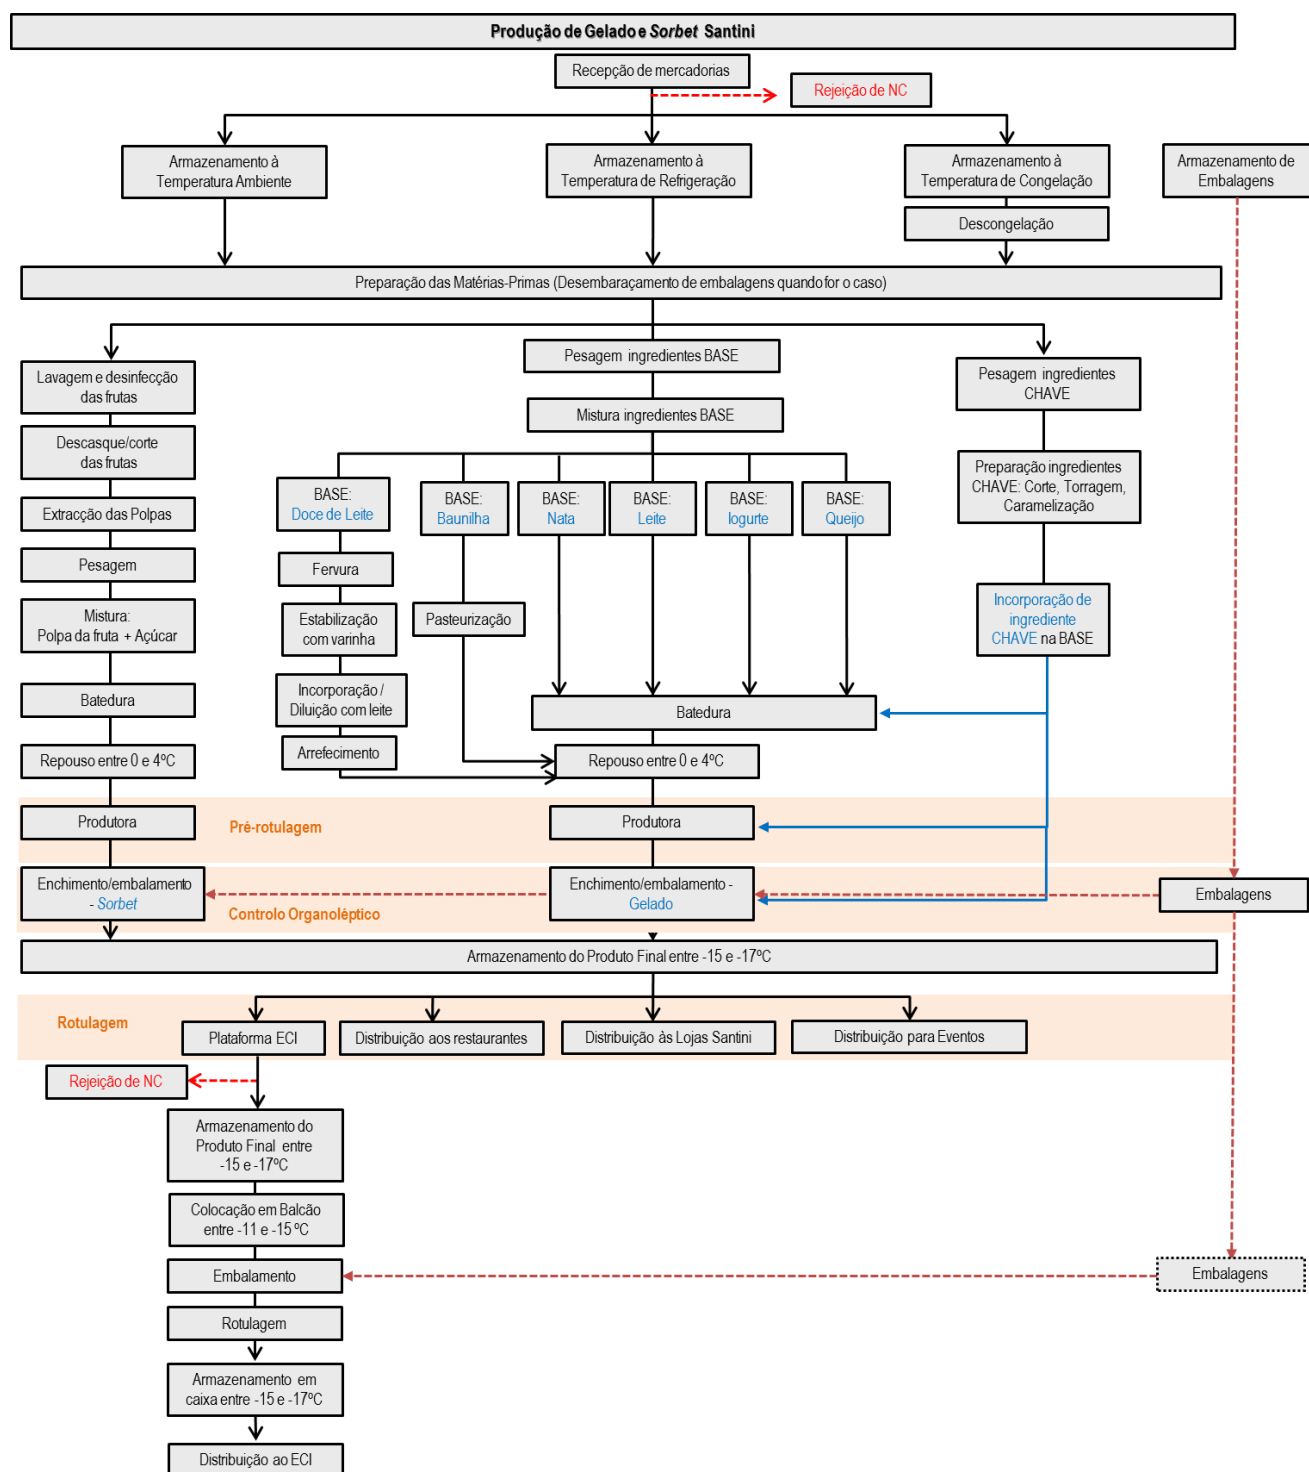 Produção de Gelado e Sorbet Santini
Recepção de mercadorias
Rejeição de NC
Armazenamento à
Temperatura Ambiente
Armazenamento à
Temperatura de Refrigeração
Armazenamento à
Temperatura de Congelação
Armazenamento de
Embalagens
Descongelação
Preparação das Matérias-Primas (Desembaraçamento de embalagens quando for o caso)
Lavagem e desinfecção
das frutas
Descasque/corte
das frutas
Extracção das Polpas
Pesagem
Mistura:
Polpa da fruta + Açúcar
Batedura
Repouso entre 0 e 4ºC
Produtora
Enchimento/embalamento
- Sorbet
Pesagem ingredientes BASE
Mistura ingredientes BASE
BASE:
Doce de Leite
BASE:
Baunilha
BASE:
Nata
BASE:
Leite
BASE:
Iogurte
BASE:
Queijo
Fervura
Estabilização
com varinha
Incorporação /
Diluição com leite
Arrefecimento
Pasteurização
Batedura
Repouso entre 0 e 4ºC
Produtora
Enchimento/embalamento -
Gelado
Pesagem ingredientes
CHAVE
Preparação ingredientes
CHAVE: Corte, Torragem,
Caramelização
Incorporação de
ingrediente
CHAVE na BASE
Pré-rotulagem
Controlo Organoléptico
Embalagens
Armazenamento do Produto Final entre -15 e -17ºC
Rotulagem
Plataforma ECI
Distribuição aos restaurantes
Distribuição às Lojas Santini
Distribuição para Eventos
Rejeição de NC
Armazenamento do
Produto Final entre
-15 e -17ºC
Colocação em Balcão
entre -11 e -15 ºC
Embalamento
Embalagens
Rotulagem
Armazenamento em
caixa entre -15 e -17ºC
Distribuição ao ECI